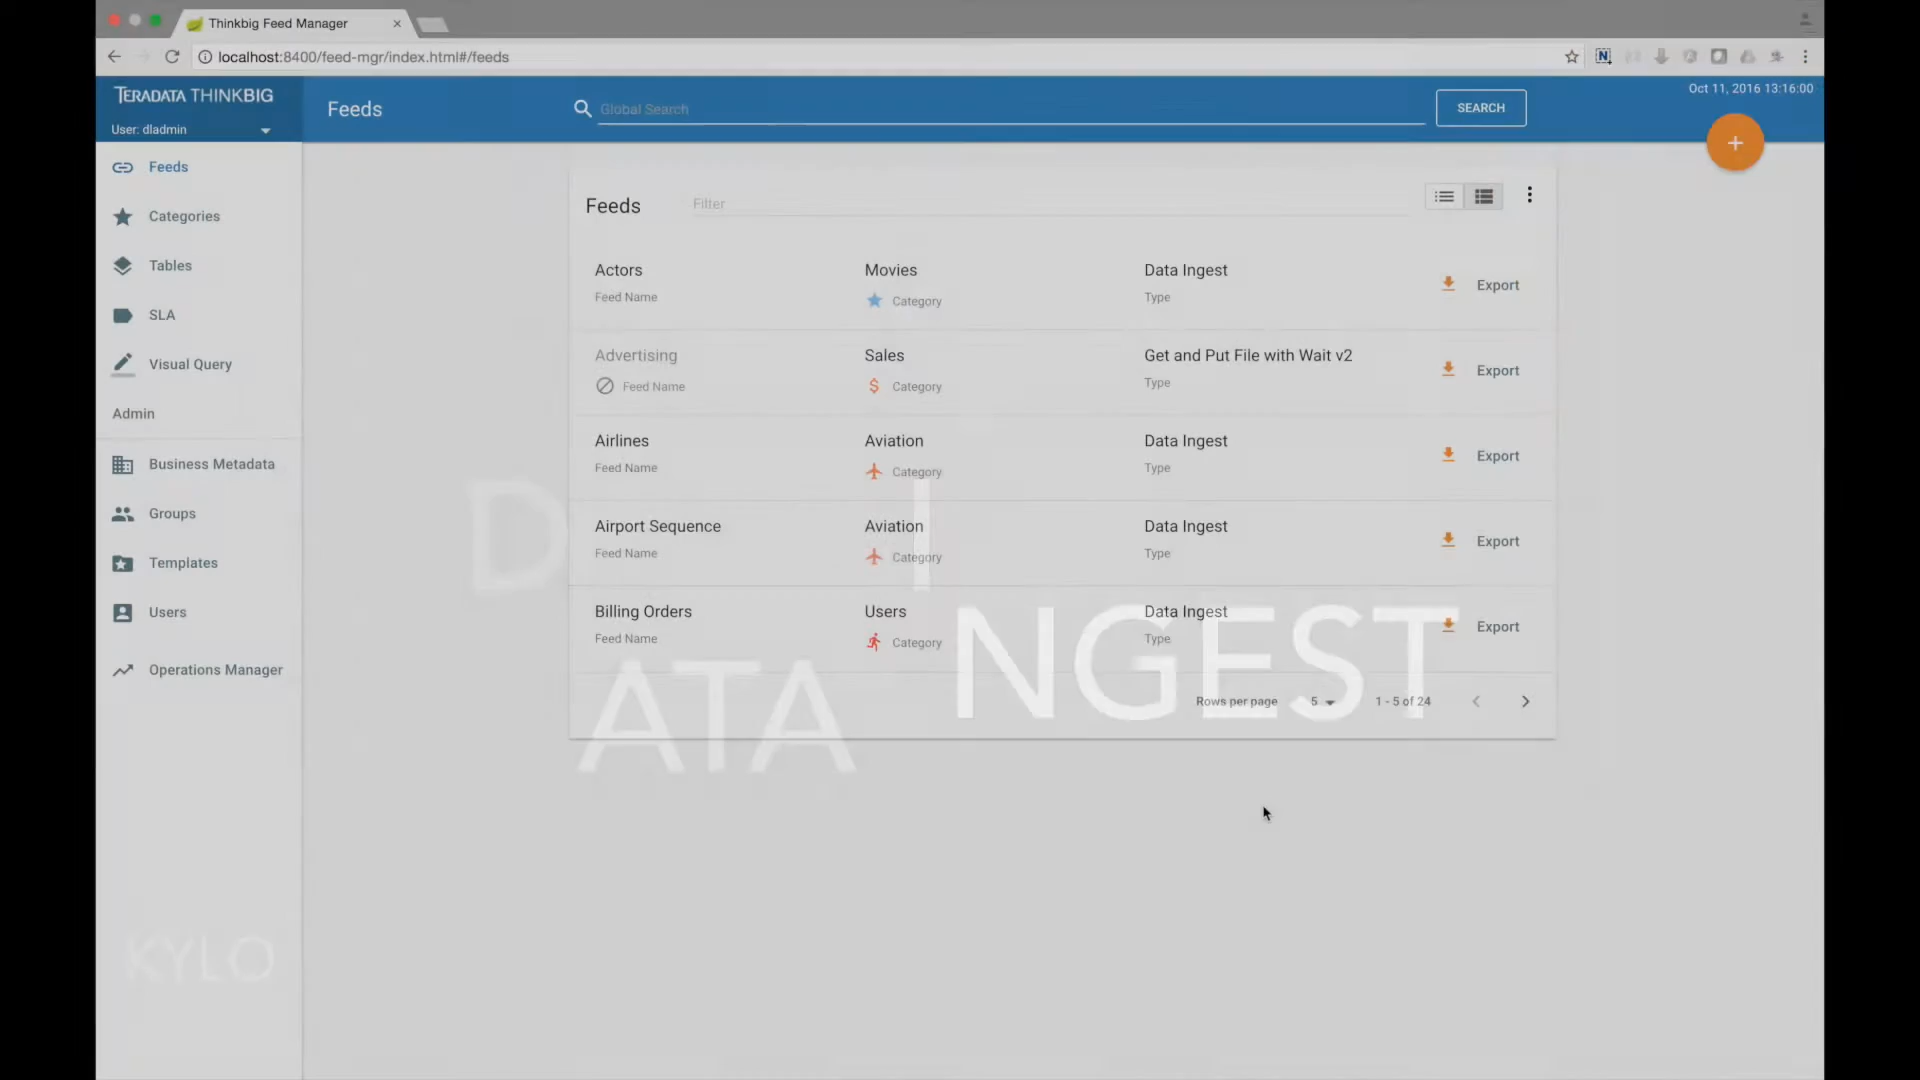 Thinkbig Feed Manager
localhost:8400/feed-mgr/index.html#/feeds
TERADATA THINKBIG
User: dladmin
Feeds
Global Search
SEARCH
Oct 11, 2016 13:16:00
Feeds
Categories
Tables
SLA
Visual Query
Admin
Business Metadata
Groups
Templates
Users
Operations Manager
Feeds
Filter
Actors
Feed Name
Movies
Category
Data Ingest
Type
Export
Advertising
Feed Name
Sales
Category
Get and Put File with Wait v2
Type
Export
Airlines
Feed Name
Aviation
Category
Data Ingest
Type
Export
Airport Sequence
Feed Name
Aviation
Category
Data Ingest
Type
Export
Billing Orders
Feed Name
Users
Category
Data Ingest
Type
Export
Rows per page 5 1 - 5 of 24
DATA INGEST
KYLO